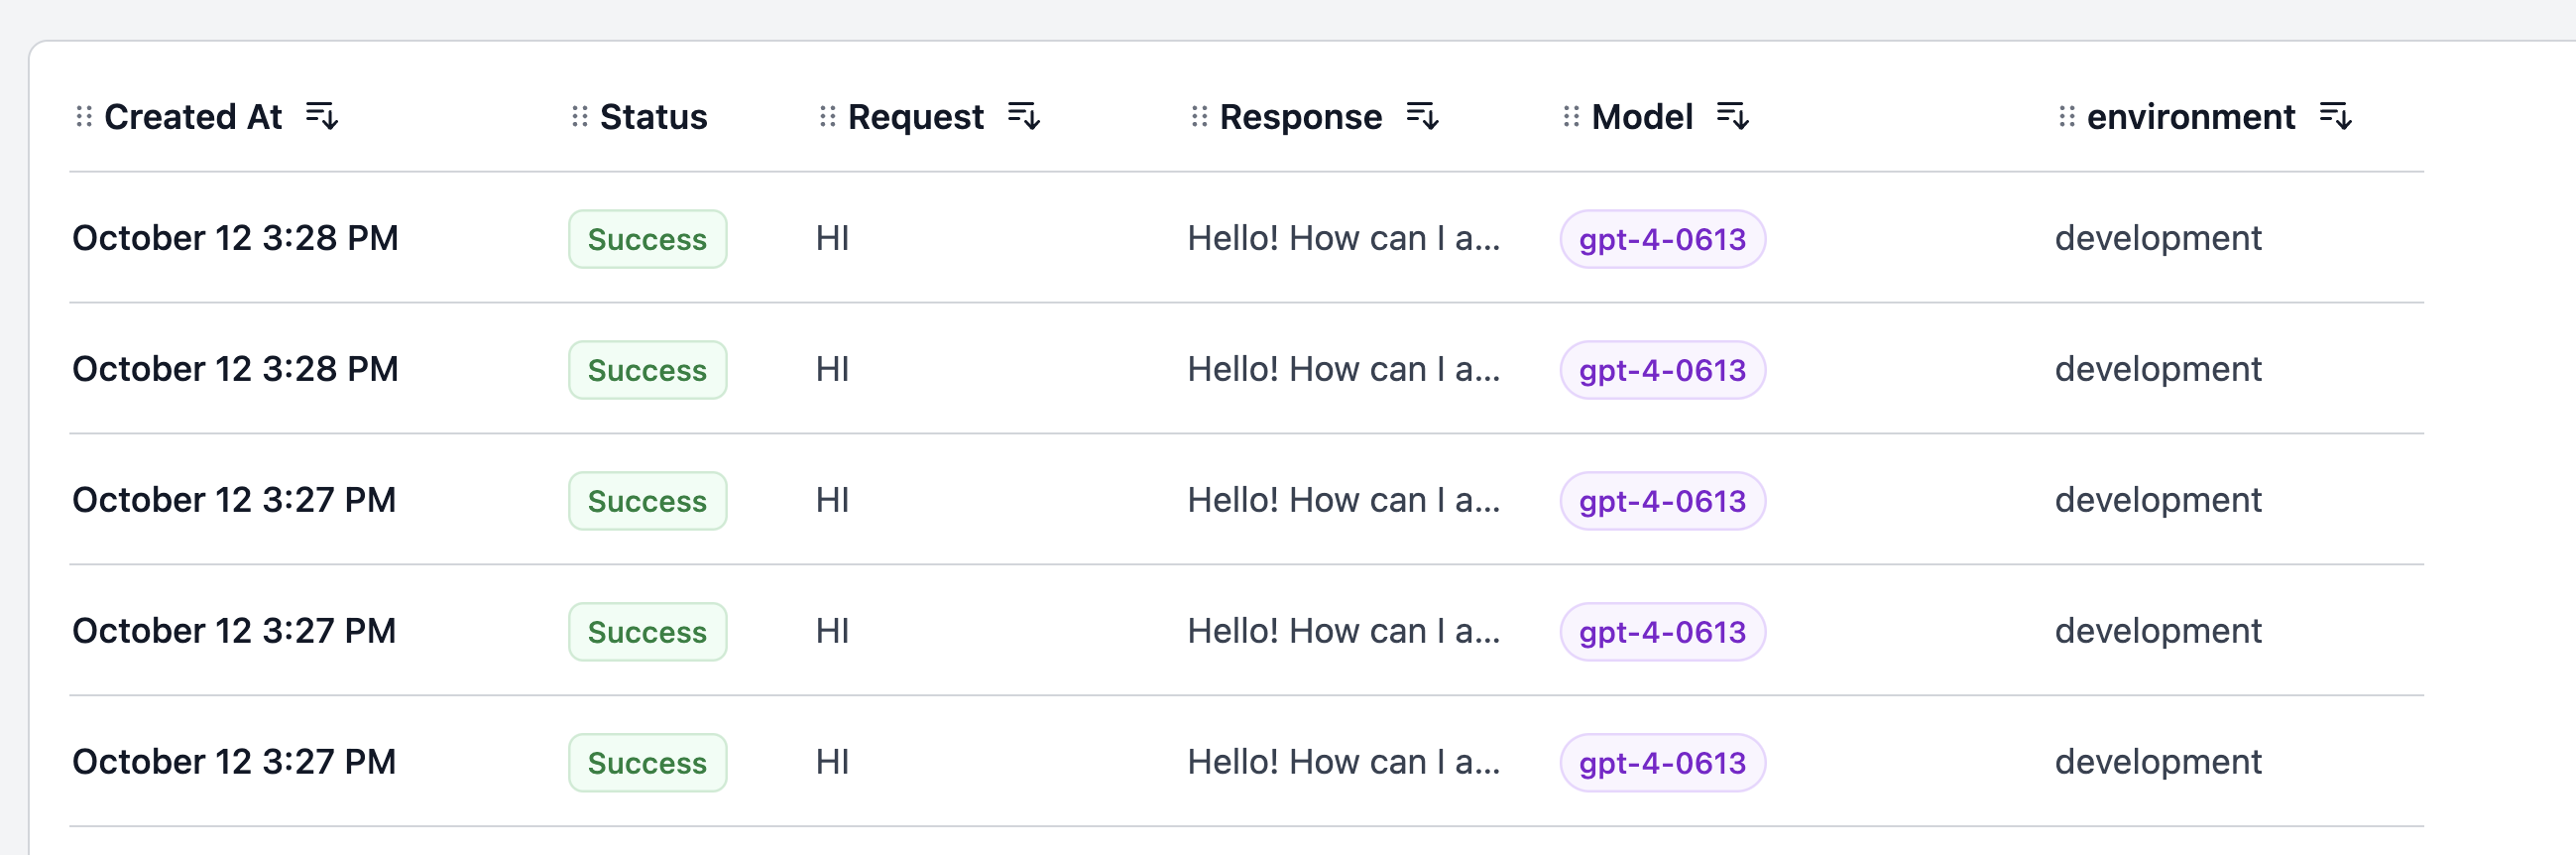 Created At Status Request Response Model environment
October 12 3:28 PM Success HI Hello! How can I a... gpt-4-0613 development
October 12 3:28 PM Success HI Hello! How can I a... gpt-4-0613 development
October 12 3:27 PM Success HI Hello! How can I a... gpt-4-0613 development
October 12 3:27 PM Success HI Hello! How can I a... gpt-4-0613 development
October 12 3:27 PM Success HI Hello! How can I a... gpt-4-0613 development